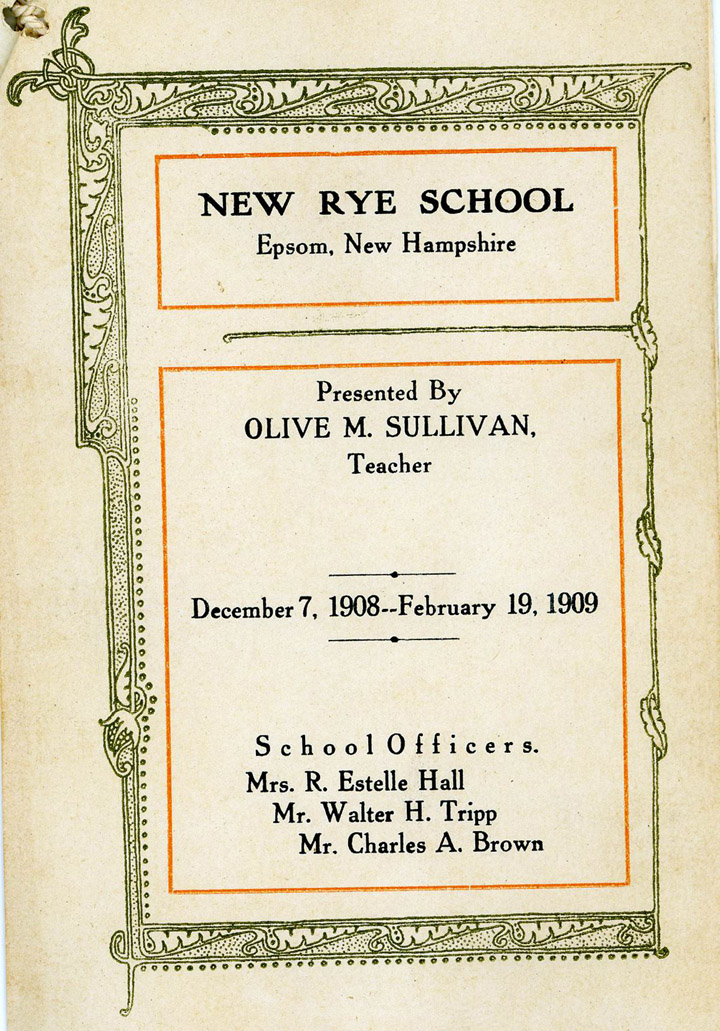 NEW RYE SCHOOL
Epsom, New Hampshire
Presented By
OLIVE M. SULLIVAN,
Teacher
December 7, 1908--February 19, 1909
School Officers.
Mrs. R. Estelle Hall
Mr. Walter H. Tripp
Mr. Charles A. Brown